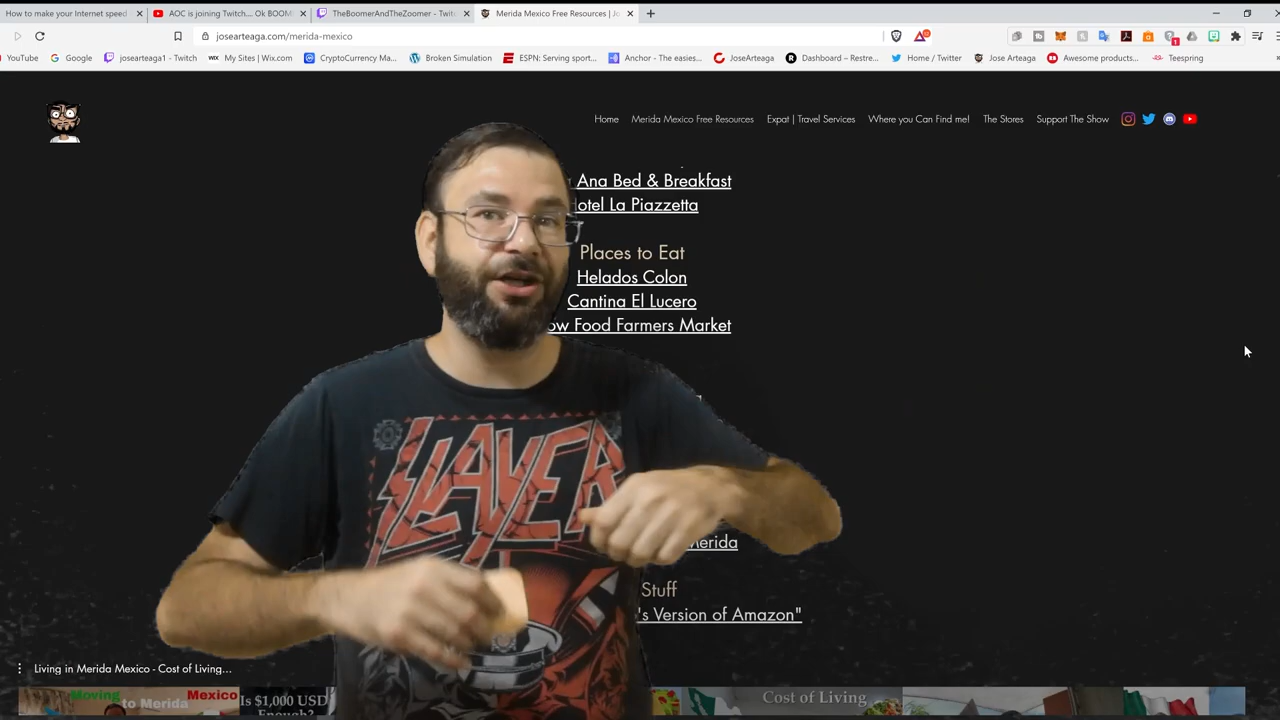 How to make your Internet speed
AOC is joining Twitch.... Ok BOOM
TheBoomerAndTheZoomer - Twit
Merida Mexico Free Resources | Jo
josearteaga.com/merida-mexico
YouTube
Google
josearteaga1 - Twitch
WiX My Sites | Wix.com
CryptoCurrency Ma...
Broken Simulation
ESPN: Serving sport...
Anchor - The easies...
JoseArteaga
Dashboard – Restre...
Home / Twitter
Jose Arteaga
Awesome products...
Teespring
Home
Merida Mexico Free Resources
Expat | Travel Services
Where you Can Find me!
The Stores
Support The Show
Ana Bed & Breakfast
otel La Piazzetta
Places to Eat
Helados Colon
Cantina El Lucero
ow Food Farmers Market
SLAYER
Merida
Stuff
's Version of Amazon"
Living in Merida Mexico - Cost of Living...
Moving
to Merida
Mexico
Is $1,000 USD
Enough?
Cost of Living